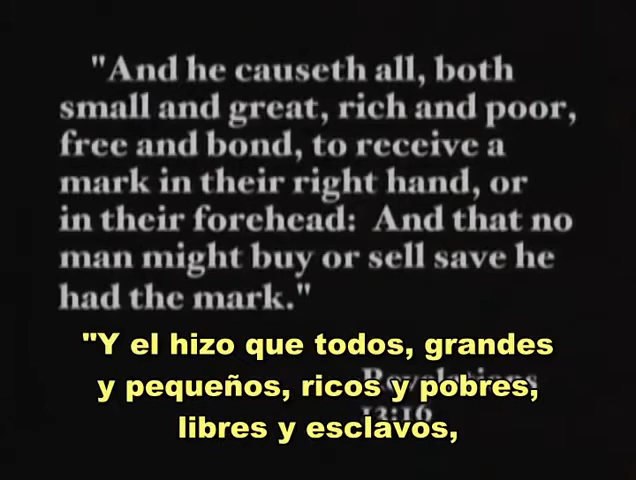 "And he causeth all, both
small and great, rich and poor,
free and bond, to receive a
mark in their right hand, or
in their forehead:  And that no
man might buy or sell save he
had the mark."
Revelations
13:16
"Y el hizo que todos, grandes
y pequeños, ricos y pobres,
libres y esclavos,